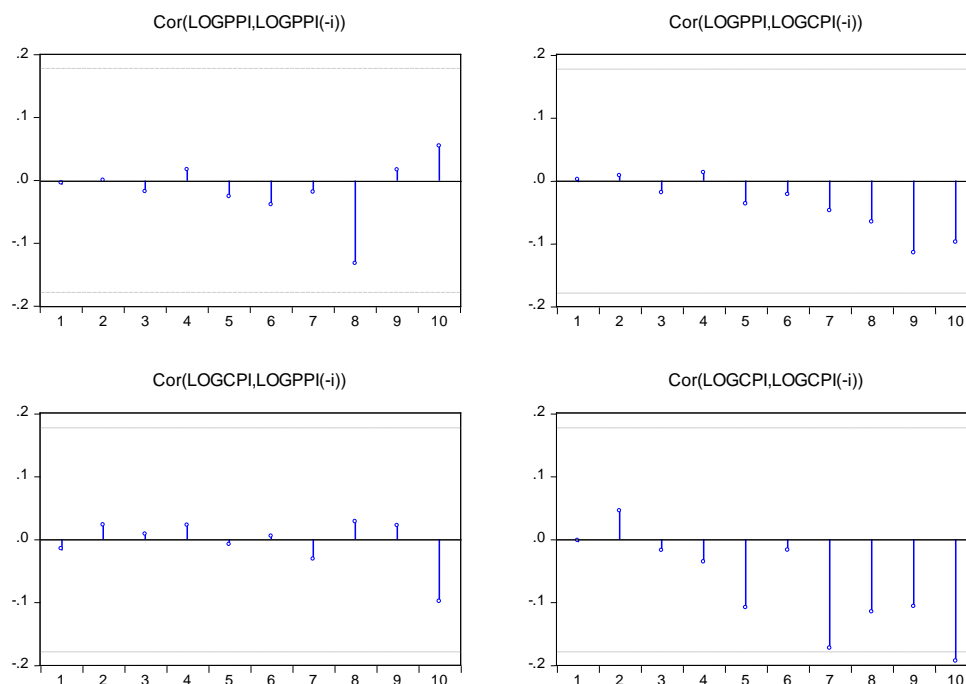 Cor(LOGPPI,LOGPPI(-i))
.2
.1
.0
-.1
-.2
1 2 3 4 5 6 7 8 9 10
Cor(LOGPPI,LOGCPI(-i))
.2
.1
.0
-.1
-.2
1 2 3 4 5 6 7 8 9 10
Cor(LOGCPI,LOGPPI(-i))
.2
.1
.0
-.1
-.2
1 2 3 4 5 6 7 8 9 10
Cor(LOGCPI,LOGCPI(-i))
.2
.1
.0
-.1
-.2
1 2 3 4 5 6 7 8 9 10